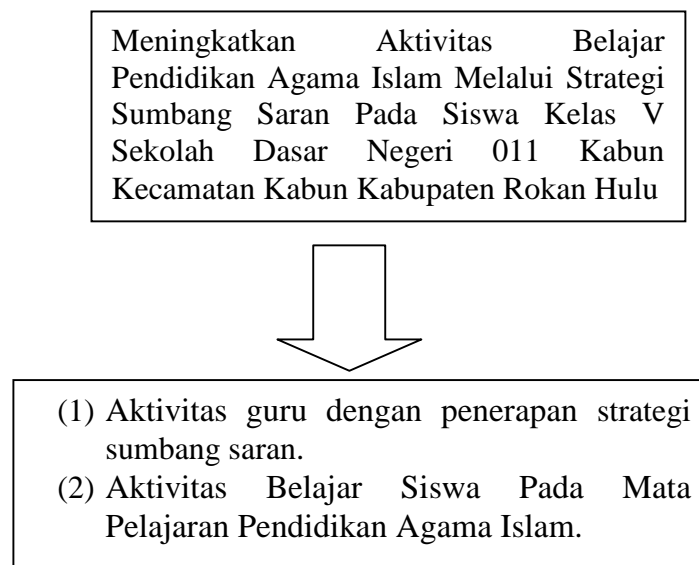 Meningkatkan Aktivitas Belajar
Pendidikan Agama Islam Melalui Strategi
Sumbang Saran Pada Siswa Kelas V
Sekolah Dasar Negeri 011 Kabun
Kecamatan Kabun Kabupaten Rokan Hulu
(1) Aktivitas guru dengan penerapan strategi
sumbang saran.
(2) Aktivitas Belajar Siswa Pada Mata
Pelajaran Pendidikan Agama Islam.